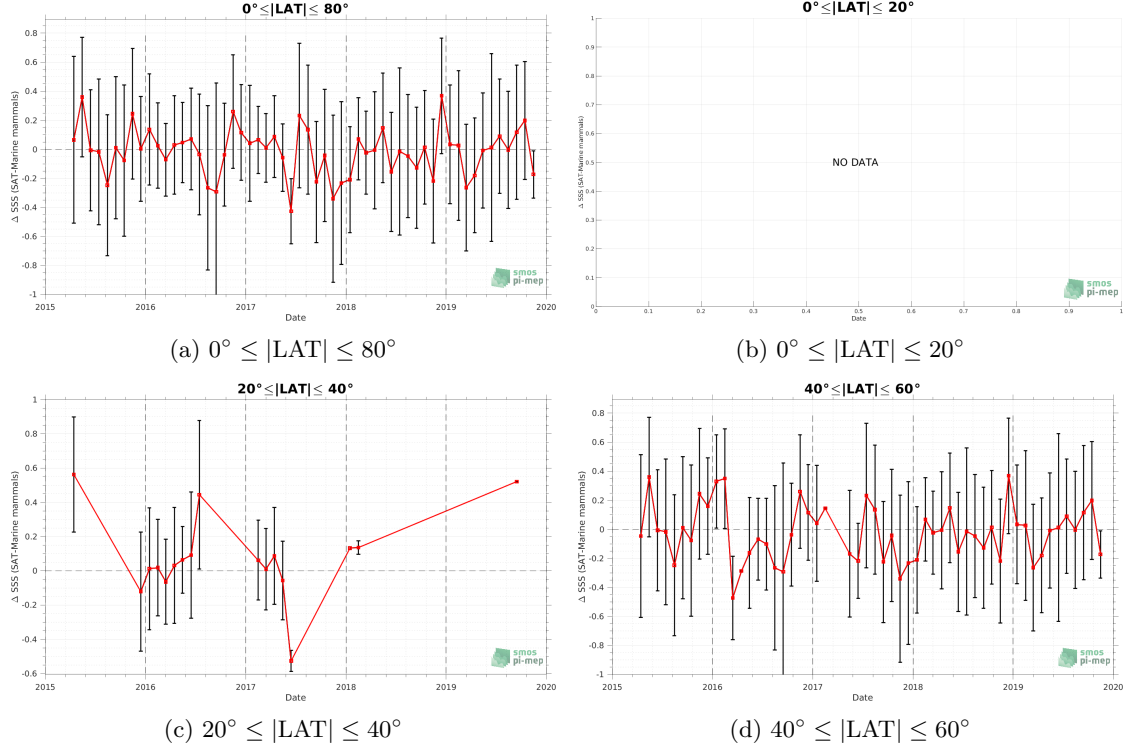 0°≤|LAT|≤ 80°
Δ SSS (SAT-Marine mammals)
0.8
0.6
0.4
0.2
0
-0.2
-0.4
-0.6
-0.8
-1
2015
2016
2017
2018
2019
2020
Date
smos
pi-mep
(a) 0° ≤ |LAT| ≤ 80°
0°≤|LAT|≤ 20°
Δ SSS (SAT-Marine mammals)
1
0.9
0.8
0.7
0.6
0.5
0.4
0.3
0.2
0.1
0
NO DATA
0
0.1
0.2
0.3
0.4
0.5
0.6
0.7
0.8
0.9
1
Date
smos
pi-mep
(b) 0° ≤ |LAT| ≤ 20°
20°≤|LAT|≤ 40°
Δ SSS (SAT-Marine mammals)
1
0.8
0.6
0.4
0.2
0
-0.2
-0.4
-0.6
2015
2016
2017
2018
2019
2020
Date
smos
pi-mep
(c) 20° ≤ |LAT| ≤ 40°
40°≤|LAT|≤ 60°
Δ SSS (SAT-Marine mammals)
0.8
0.6
0.4
0.2
0
-0.2
-0.4
-0.6
-0.8
-1
2015
2016
2017
2018
2019
2020
Date
smos
pi-mep
(d) 40° ≤ |LAT| ≤ 60°